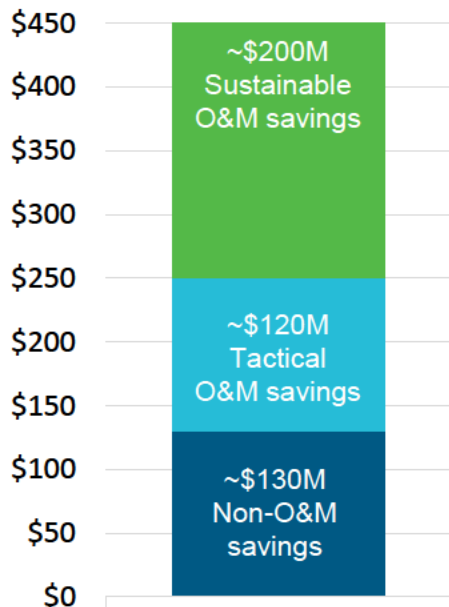 $450
$400
$350
$300
$250
$200
$150
$100
$50
$0
~$200M
Sustainable
O&M savings
~$120M
Tactical
O&M savings
~$130M
Non-O&M
savings